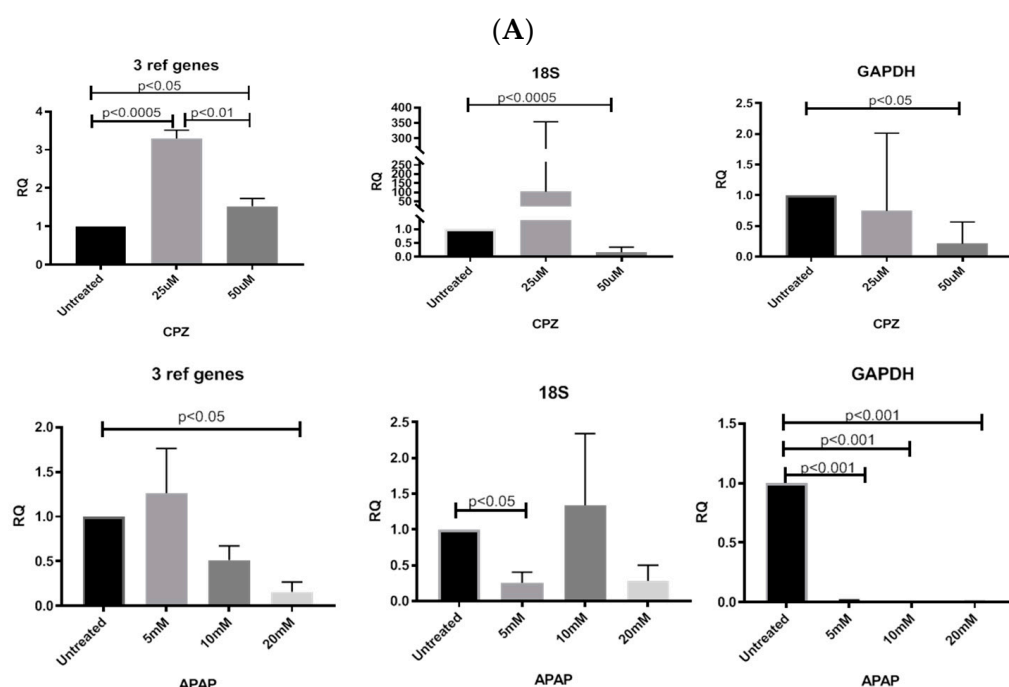 (A)
3 ref genes
p<0.05
p<0.0005 p<0.01
4
3
2
1
0
RQ
Untreated
25uM
50uM
CPZ
18S
p<0.0005
400
350
300
250
200
150
100
50
1.0
0.5
0.0
RQ
Untreated
25uM
50uM
CPZ
GAPDH
p<0.05
2.5
2.0
1.5
1.0
0.5
0.0
RQ
Untreated
25uM
50uM
CPZ
3 ref genes
p<0.05
2.0
1.5
1.0
0.5
0.0
RQ
Untreated
5mM
10mM
20mM
APAP
18S
p<0.05
2.5
2.0
1.5
1.0
0.5
0.0
RQ
Untreated
5mM
10mM
20mM
APAP
GAPDH
p<0.001
p<0.001
p<0.001
1.5
1.0
0.5
0.0
RQ
Untreated
5mM
10mM
20mM
APAP